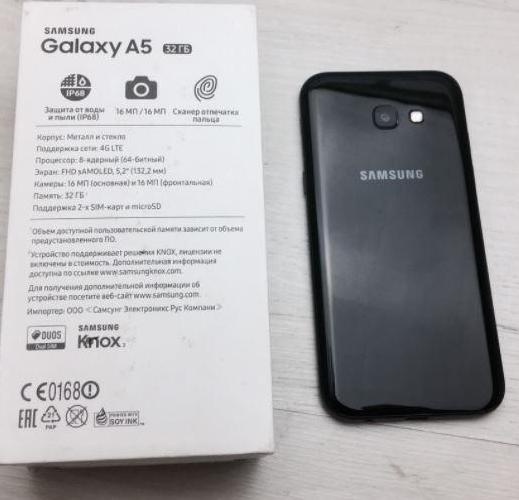 SAMSUNG
Galaxy A5 32 ГБ
IP68
Защита от воды
и пыли (IP68)
16 МП/16 МП
Сканер отпечатка
пальца
Корпус: Металл и стекло
Поддержка сети: 4G LTE
Процессор: 8-ядерный (64-битный)
Экран: FHD sAMOLED, 5,2" (132,2 мм)
Камеры: 16 МП (основная) и 16 МП (фронтальная)
Память: 32 ГБ
Поддержка 2-х SIM-карт и microSD
Объем доступной пользовательской памяти зависит от объема
предустановленного ПО.
Устройство поддерживает решения KNOX, лицензии не
включены в стоимость. Дополнительная информация
доступна по ссылке www.samsungknox.com.
Для получения дополнительной информации об
устройстве посетите веб-сайт www.samsung.com.
Импортер: ООО «Самсунг Электроникс Рус Компани»
DUOS
Dual SIM
SAMSUNG
Knox
CE0168
EAC
21
PAP
PRINTED WITH
SOY INK
SAMSUNG